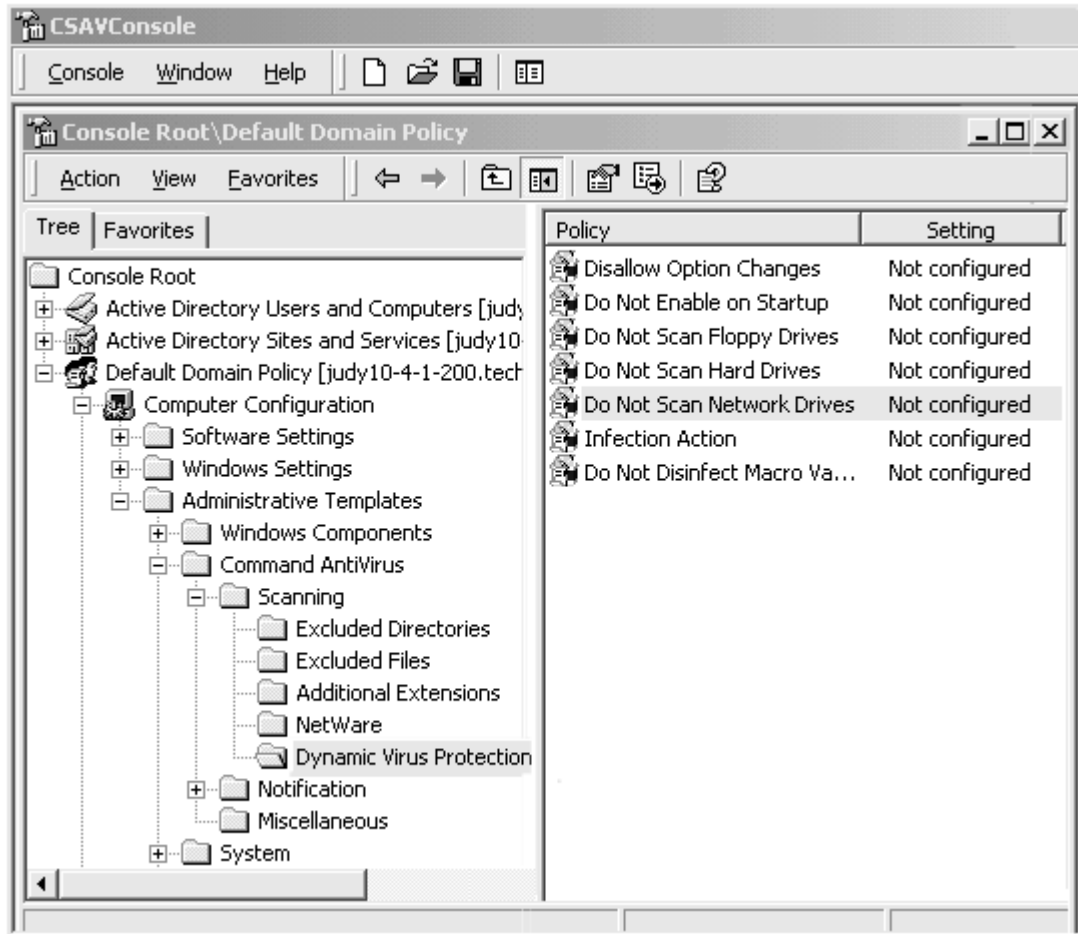 CSAVConsole
Console Window Help
Console Root\Default Domain Policy
Action View Favorites
Tree Favorites
Policy Setting
Console Root
Active Directory Users and Computers [judy
Active Directory Sites and Services [judy10-
Default Domain Policy [judy10-4-1-200.tech
Computer Configuration
Software Settings
Windows Settings
Administrative Templates
Windows Components
Command AntiVirus
Scanning
Excluded Directories
Excluded Files
Additional Extensions
NetWare
Dynamic Virus Protection
Notification
Miscellaneous
System
Disallow Option Changes Not configured
Do Not Enable on Startup Not configured
Do Not Scan Floppy Drives Not configured
Do Not Scan Hard Drives Not configured
Do Not Scan Network Drives Not configured
Infection Action Not configured
Do Not Disinfect Macro Va... Not configured